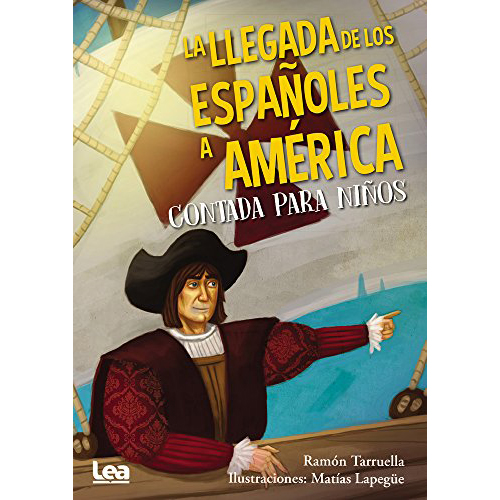 LA LLEGADA DE LOS
ESPAÑOLES
A AMÉRICA
CONTADA PARA NIÑOS
Ramón Tarruella
Ilustraciones: Matías Lapegüe
Lea